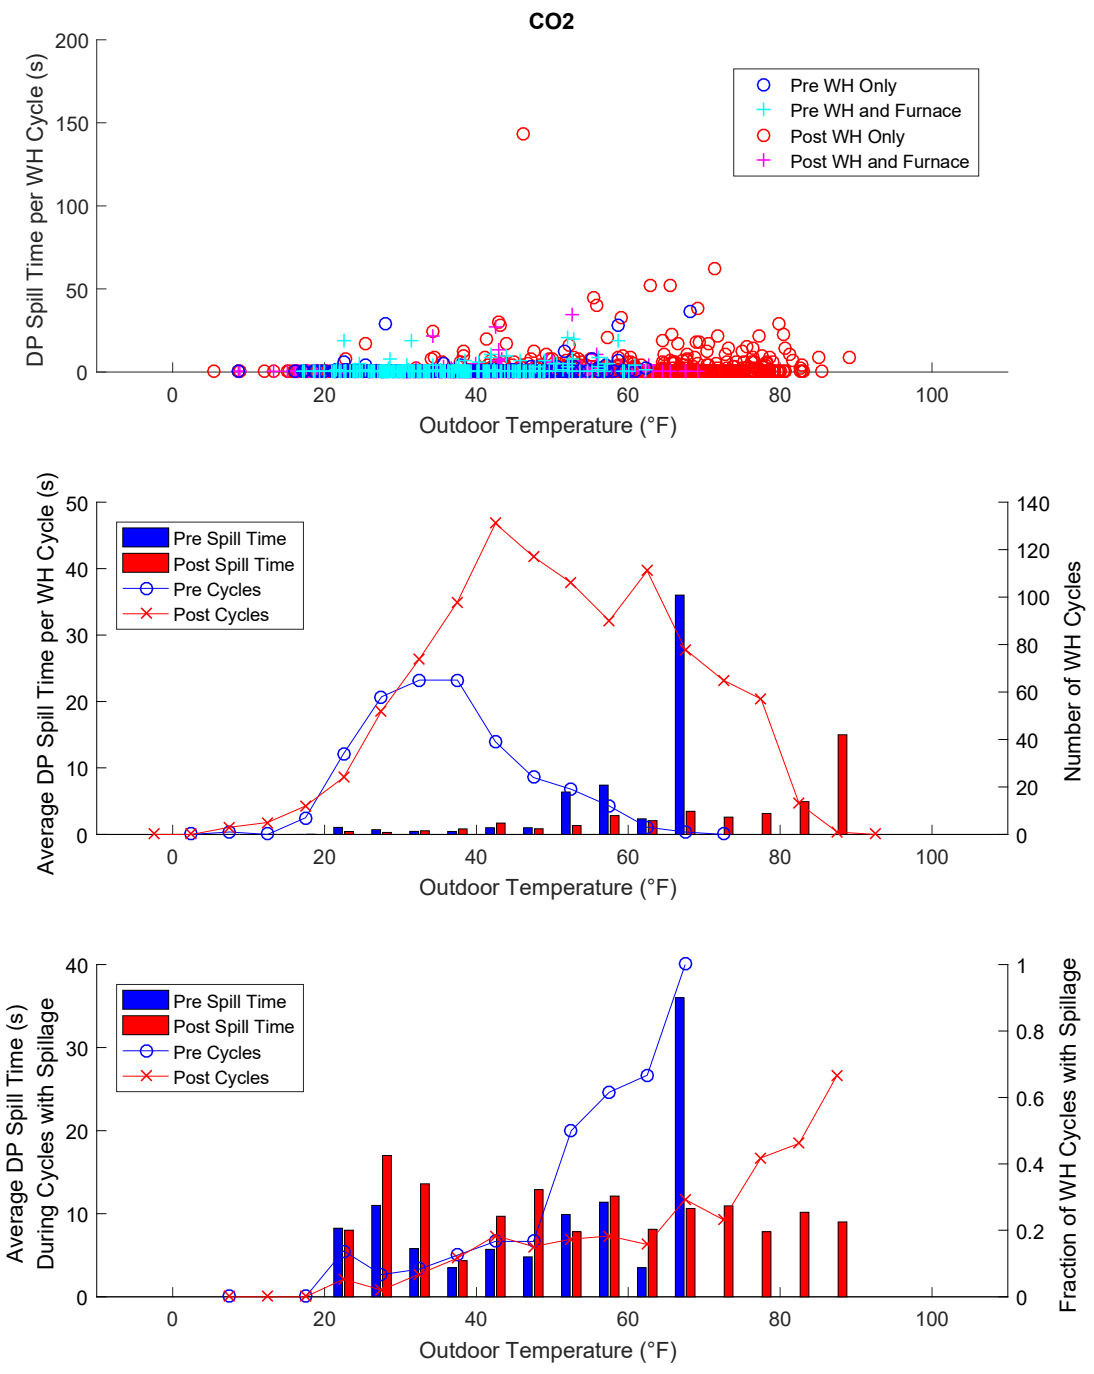 CO2
DP Spill Time per WH Cycle (s)
200
150
100
50
0
Pre WH Only
Pre WH and Furnace
Post WH Only
Post WH and Furnace
0 20 40 60 80 100
Outdoor Temperature (°F)
Average DP Spill Time per WH Cycle (s)
50
40
30
20
10
0
Pre Spill Time
Post Spill Time
Pre Cycles
Post Cycles
140
120
100
80
60
40
20
0
Number of WH Cycles
0 20 40 60 80 100
Outdoor Temperature (°F)
Average DP Spill Time (s)
During Cycles with Spillage
40
30
20
10
0
Pre Spill Time
Post Spill Time
Pre Cycles
Post Cycles
1
0.8
0.6
0.4
0.2
0
Fraction of WH Cycles with Spillage
0 20 40 60 80 100
Outdoor Temperature (°F)